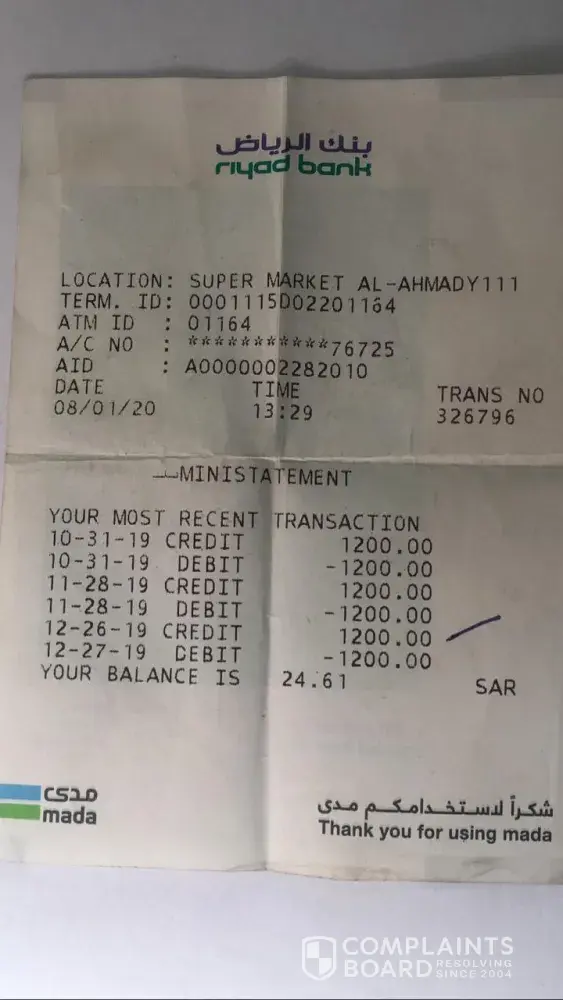 بنك الرياض
riyad bank
LOCATION: SUPER MARKET AL-AHMADY111
TERM. ID: 0001115D02201164
ATM ID : 01164
A/C NO : ***********76725
AID : A0000002282010
DATE TIME TRANS NO
08/01/20 13:29 326796
MINISTATEMENT
YOUR MOST RECENT TRANSACTION
10-31-19 CREDIT 1200.00
10-31-19 DEBIT -1200.00
11-28-19 CREDIT 1200.00
11-28-19 DEBIT -1200.00
12-26-19 CREDIT 1200.00
12-27-19 DEBIT -1200.00
YOUR BALANCE IS 24.61 SAR
مدى
mada
شكراً لاستخدامكم مدى
Thank you for using mada
COMPLAINTS
BOARD RESOLVING SINCE 2004